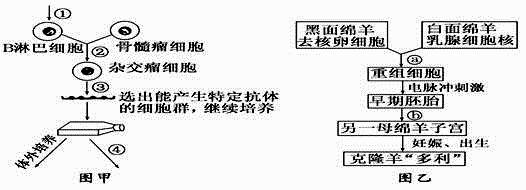 ①
B淋巴细胞
骨髓瘤细胞
②
杂交瘤细胞
③
选出能产生特定抗体
的细胞群,继续培养
体外培养
④
图甲
黑面绵羊
去核卵细胞
白面绵羊
乳腺细胞核
ⓐ
重组细胞
电脉冲刺激
早期胚胎
ⓑ
另一母绵羊子宫
妊娠、出生
克隆羊“多利”
图乙